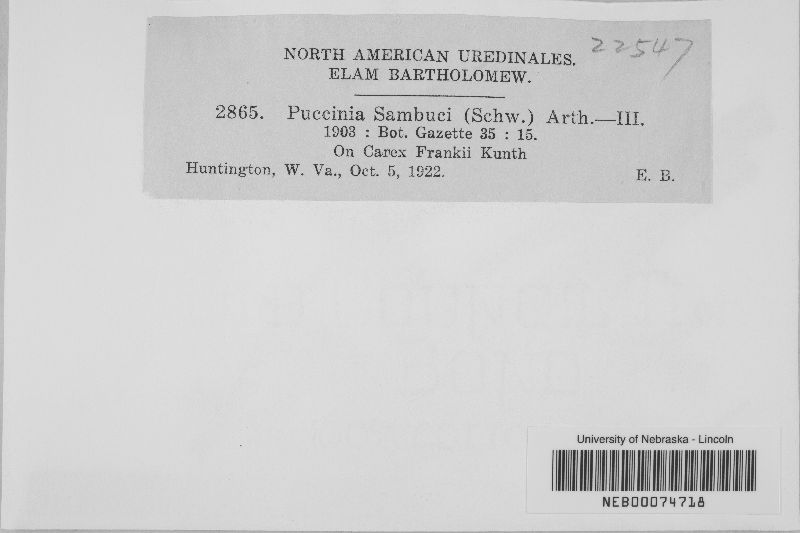 22547
NORTH AMERICAN UREDINALES.
ELAM BARTHOLOMEW.
2865. Puccinia Sambuci (Schw.) Arth.—III.
1903 : Bot. Gazette 35 : 15.
On Carex Frankii Kunth
Huntington, W. Va., Oct. 5, 1922. E. B.
University of Nebraska - Lincoln
NEB00074718